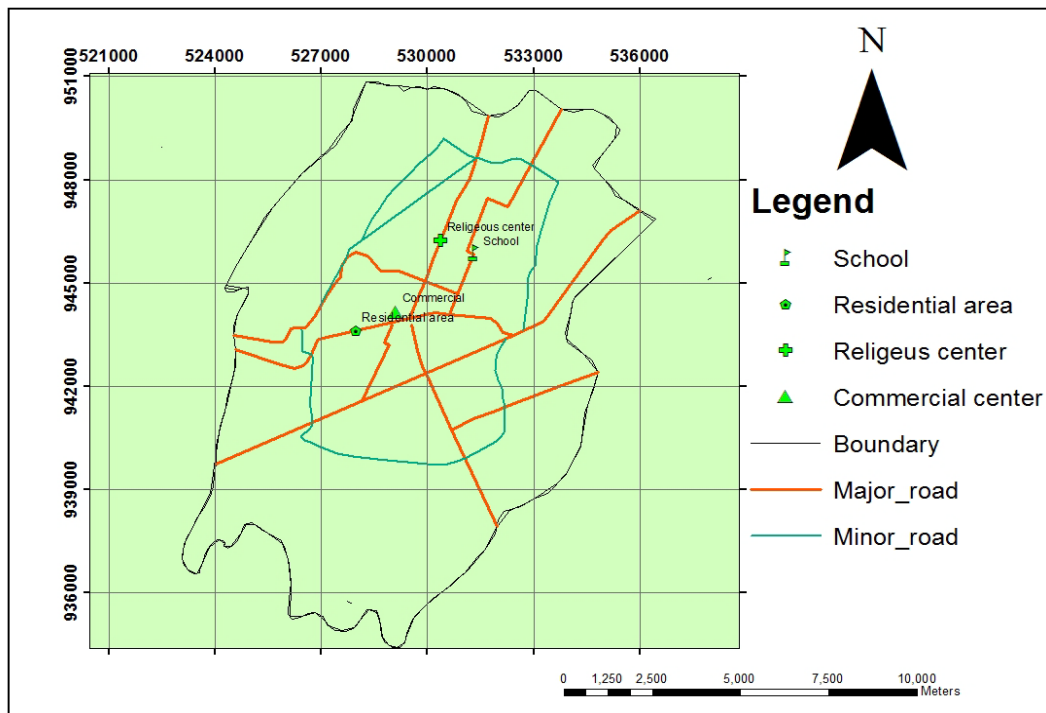 521000 524000 527000 530000 533000 536000
951000
948000
945000
942000
939000
936000
Religeous center
School
Commercial
Residential area
N
Legend
School
Residential area
Religeus center
Commercial center
Boundary
Major_road
Minor_road
0 1,250 2,500 5,000 7,500 10,000
Meters